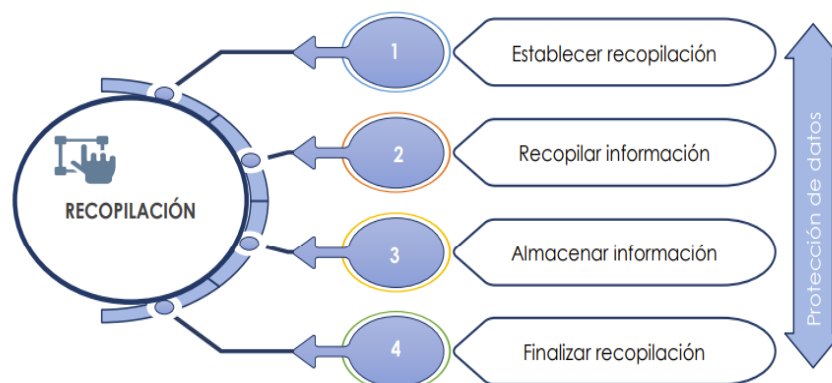 RECOPILACIÓN
1
Establecer recopilación
2
Recopilar información
3
Almacenar información
4
Finalizar recopilación
Protección de datos